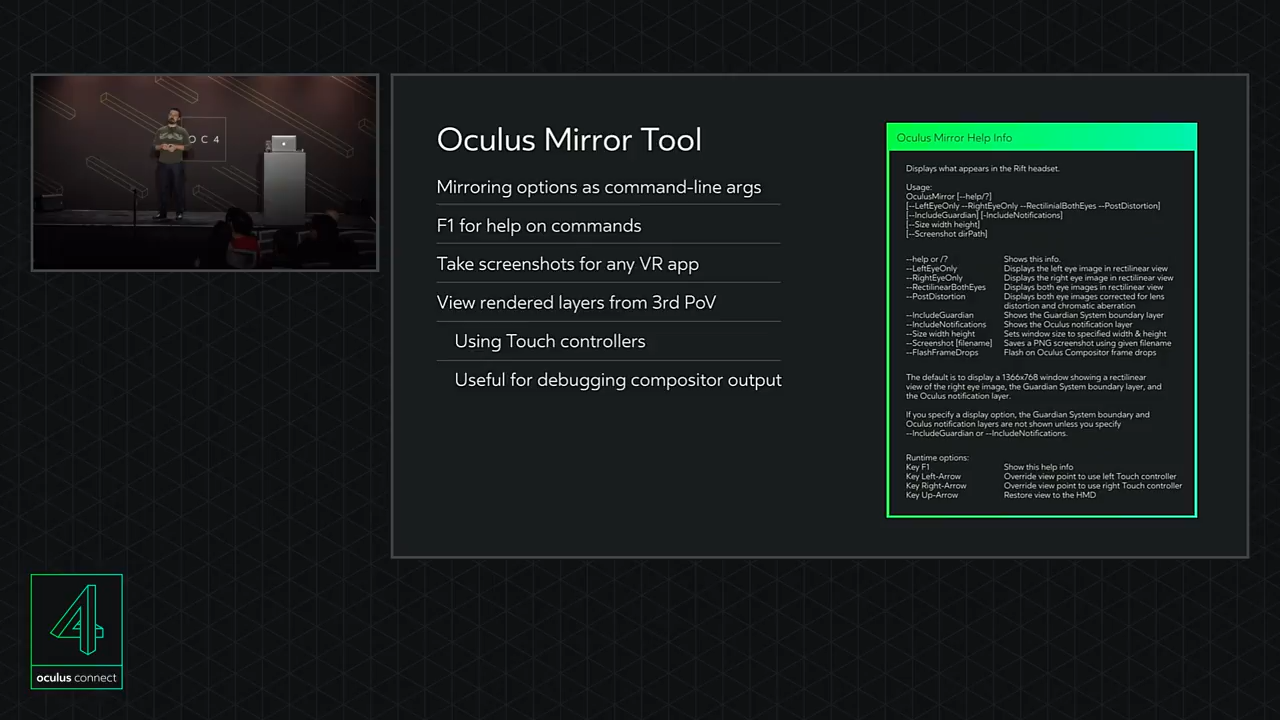 OC4
Oculus Mirror Tool
Mirroring options as command-line args
F1 for help on commands
Take screenshots for any VR app
View rendered layers from 3rd PoV
Using Touch controllers
Useful for debugging compositor output
Oculus Mirror Help Info
Displays what appears in the Rift headset.
Usage:
OculusMirror [--help/?]
[--LeftEyeOnly --RightEyeOnly --RectilinialBothEyes --PostDistortion]
[--IncludeGuardian] [-IncludeNotifications]
[--Size width height]
[--Screenshot dirPath]
--help or /? Shows this info.
--LeftEyeOnly Displays the left eye image in rectilinear view
--RightEyeOnly Displays the right eye image in rectilinear view
--RectilinearBothEyes Displays both eye images in rectilinear view
--PostDistortion Displays both eye images corrected for lens
distortion and chromatic aberration
--IncludeGuardian Shows the Guardian System boundary layer
--IncludeNotifications Shows the Oculus notification layer
--Size width height Sets window size to specified width & height
--Screenshot [filename] Saves a PNG screenshot using given filename
--FlashFrameDrops Flash on Oculus Compositor frame drops
The default is to display a 1366x768 window showing a rectilinear
view of the right eye image, the Guardian System boundary layer, and
the Oculus notification layer.
If you specify a display option, the Guardian System boundary and
Oculus notification layers are not shown unless you specify
--IncludeGuardian or --IncludeNotifications.
Runtime options:
Key F1 Show this help info
Key Left-Arrow Override view point to use left Touch controller
Key Right-Arrow Override view point to use right Touch controller
Key Up-Arrow Restore view to the HMD
4
oculus connect